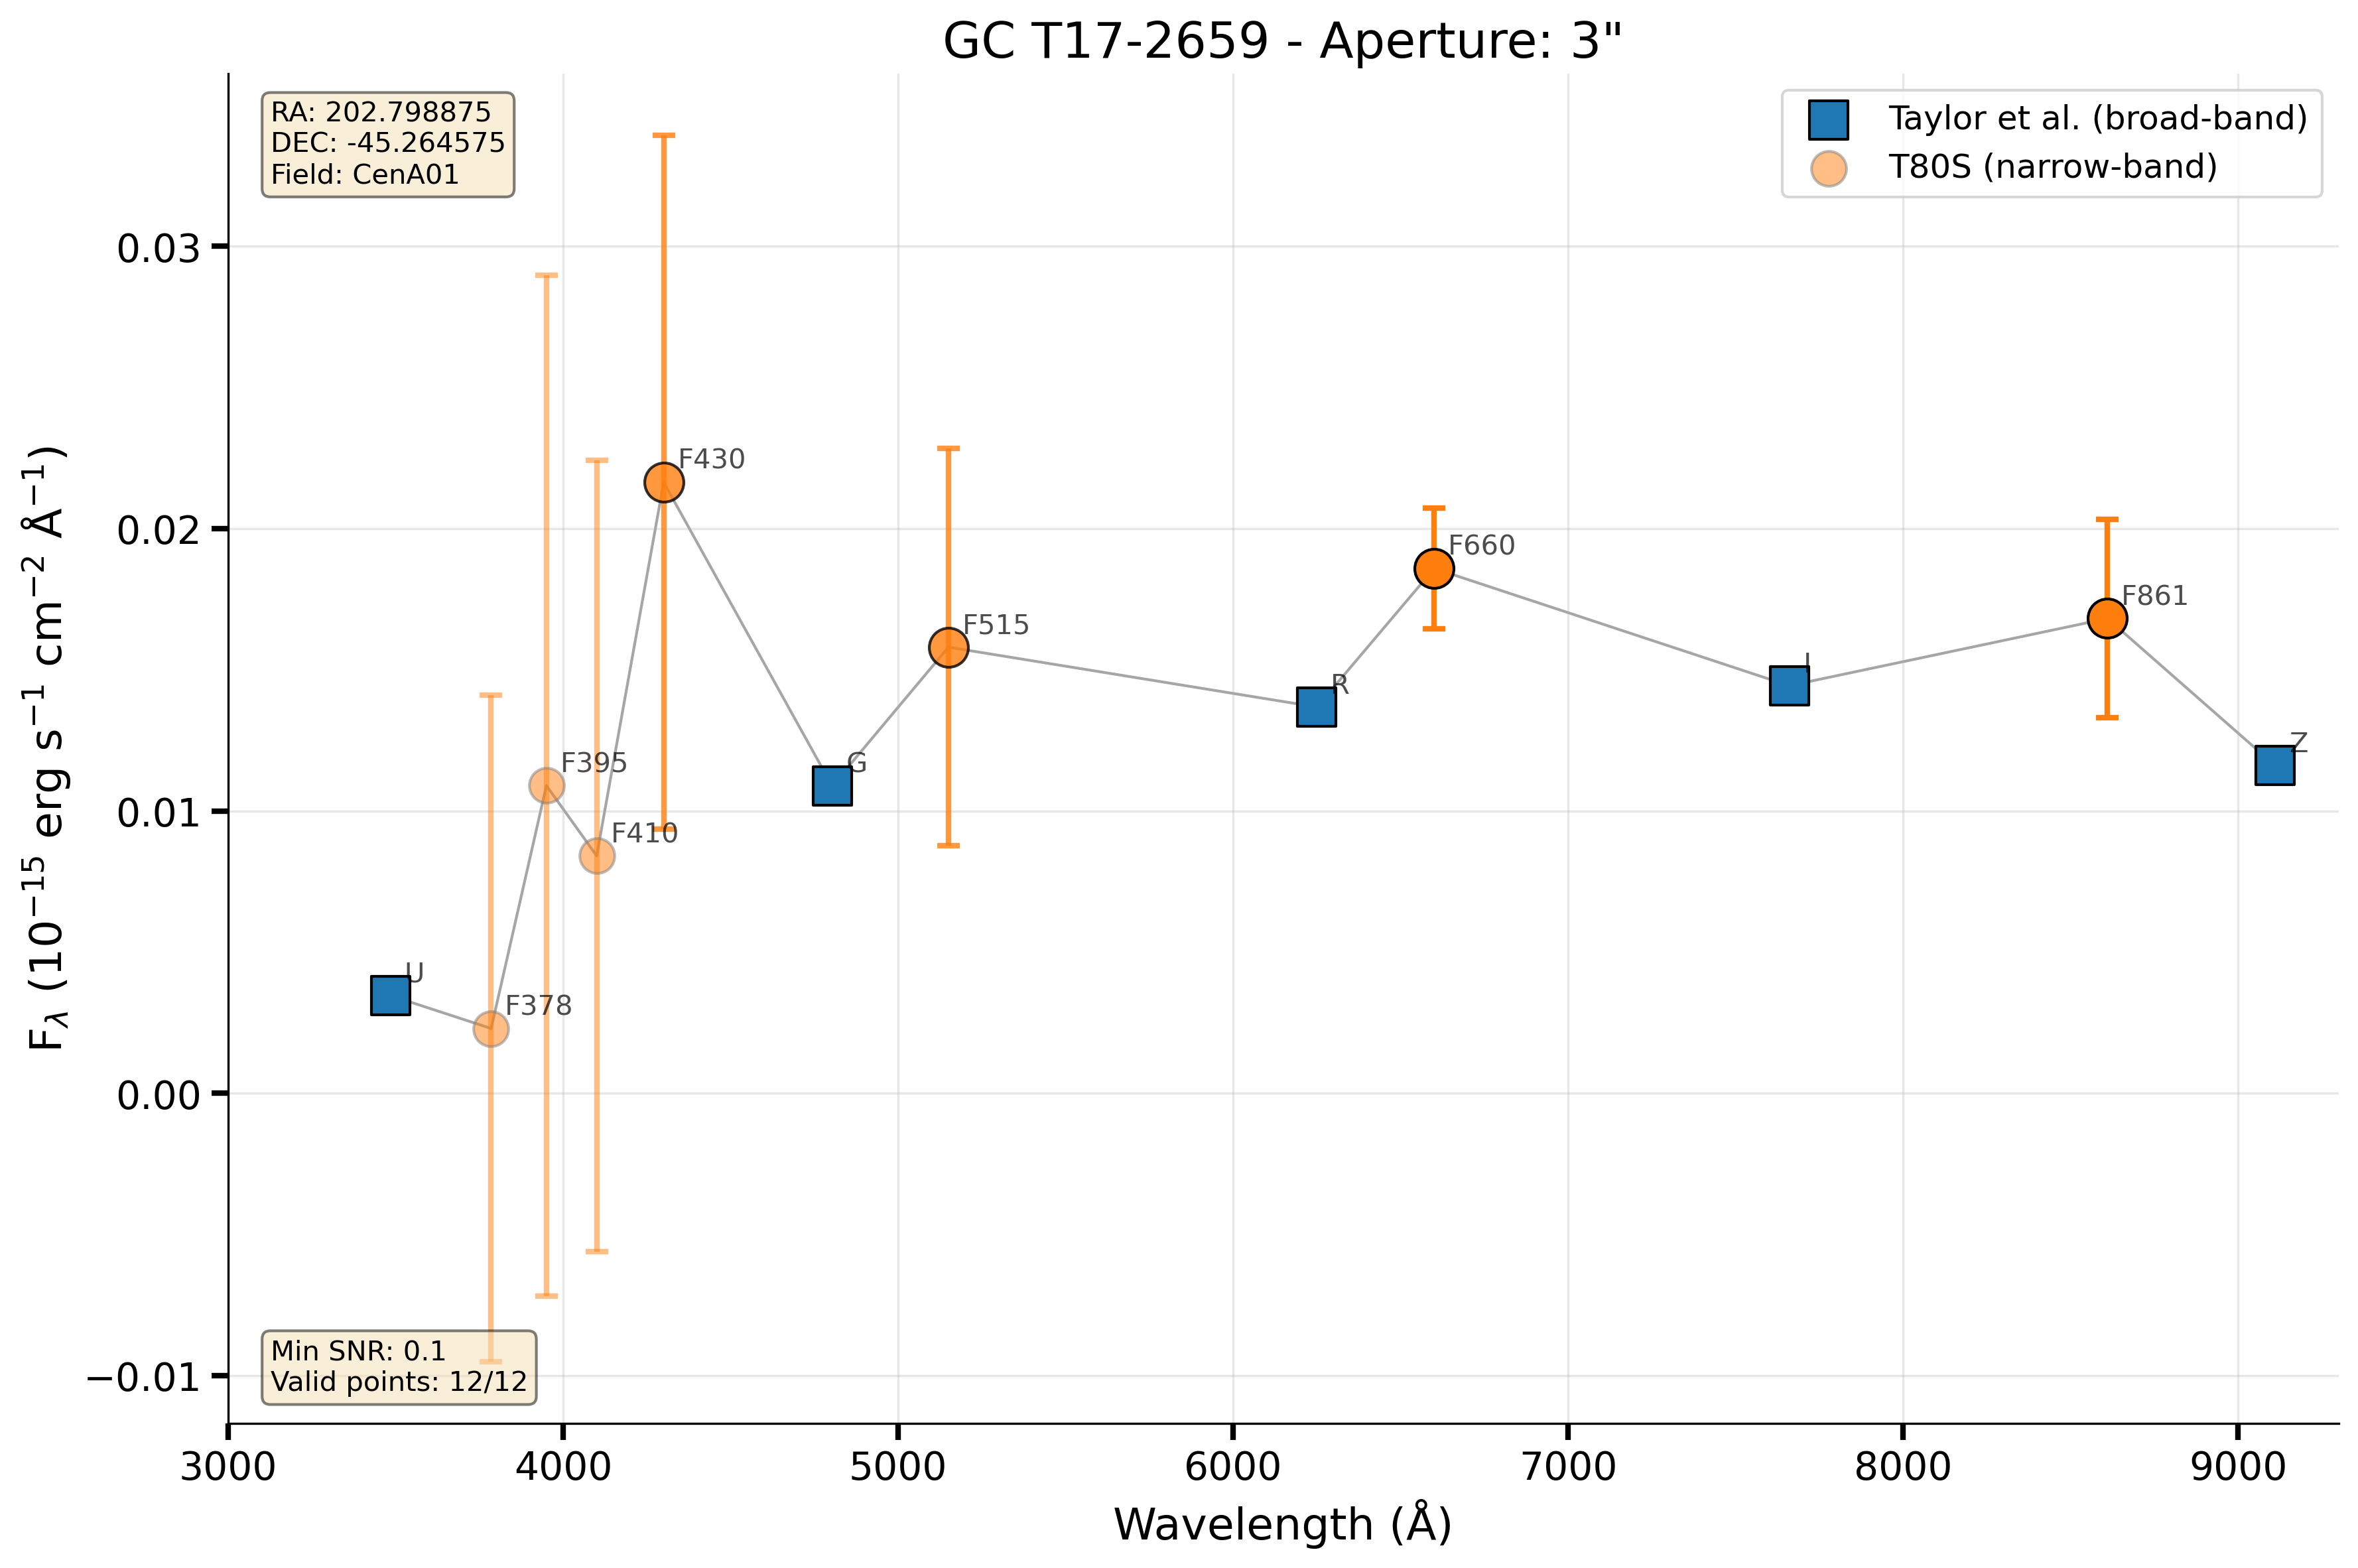 GC T17-2659 - Aperture: 3"
RA: 202.798875
DEC: -45.264575
Field: CenA01
Taylor et al. (broad-band)
T80S (narrow-band)
F430
F515
F660
F861
F395
F410
F378
U
G
R
I
Z
0.03
0.02
0.01
0.00
−0.01
Fλ (10⁻¹⁵ erg s⁻¹ cm⁻² Å⁻¹)
Min SNR: 0.1
Valid points: 12/12
3000 4000 5000 6000 7000 8000 9000
Wavelength (Å)